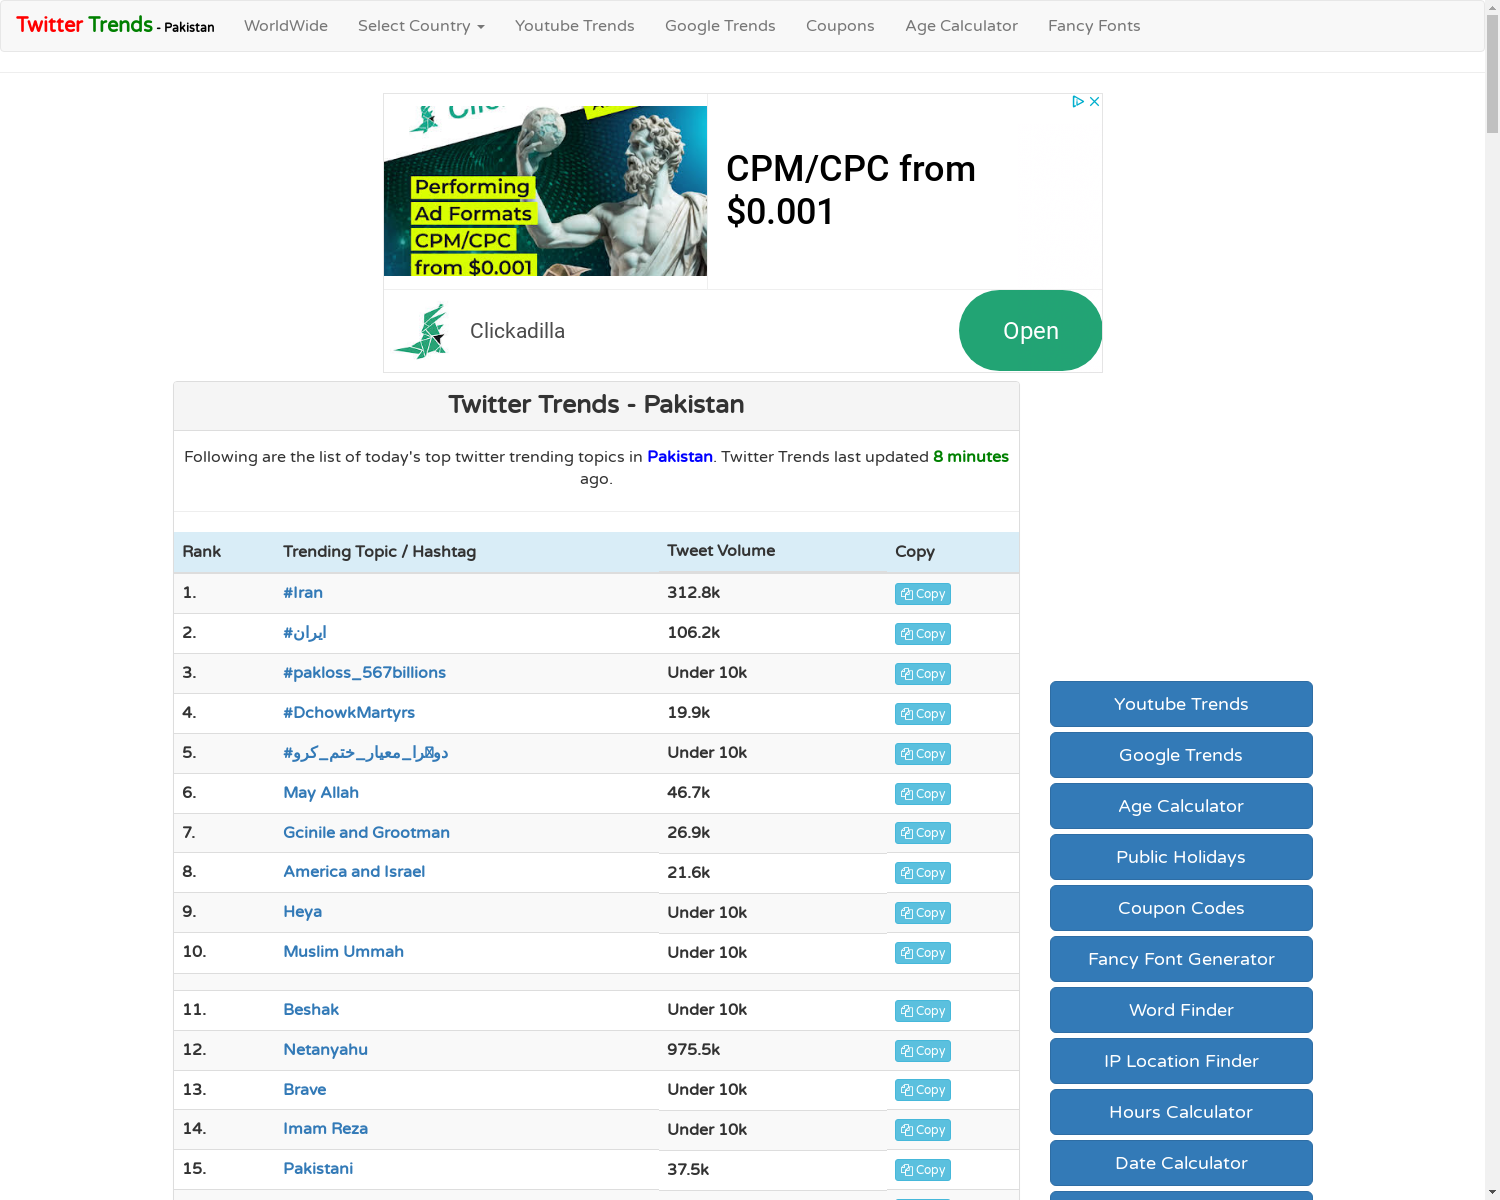 Twitter Trends - Pakistan
WorldWide
Select Country
Youtube Trends
Google Trends
Coupons
Age Calculator
Fancy Fonts
Performing
Ad Formats
CPM/CPC
from $0.001
CPM/CPC from
$0.001
Clickadilla
Open
Twitter Trends - Pakistan
Following are the list of today's top twitter trending topics in Pakistan. Twitter Trends last updated 8 minutes
ago.
Rank Trending Topic / Hashtag Tweet Volume Copy
1. #Iran 312.8k Copy
2. #ایران 106.2k Copy
3. #pakloss_567billions Under 10k Copy
4. #DchowkMartyrs 19.9k Copy
5. Under 10k Copy
6. May Allah 46.7k Copy
7. Gcinile and Grootman 26.9k Copy
8. America and Israel 21.6k Copy
9. Heya Under 10k Copy
10. Muslim Ummah Under 10k Copy
11. Beshak Under 10k Copy
12. Netanyahu 975.5k Copy
13. Brave Under 10k Copy
14. Imam Reza Under 10k Copy
15. Pakistani 37.5k Copy
Youtube Trends
Google Trends
Age Calculator
Public Holidays
Coupon Codes
Fancy Font Generator
Word Finder
IP Location Finder
Hours Calculator
Date Calculator